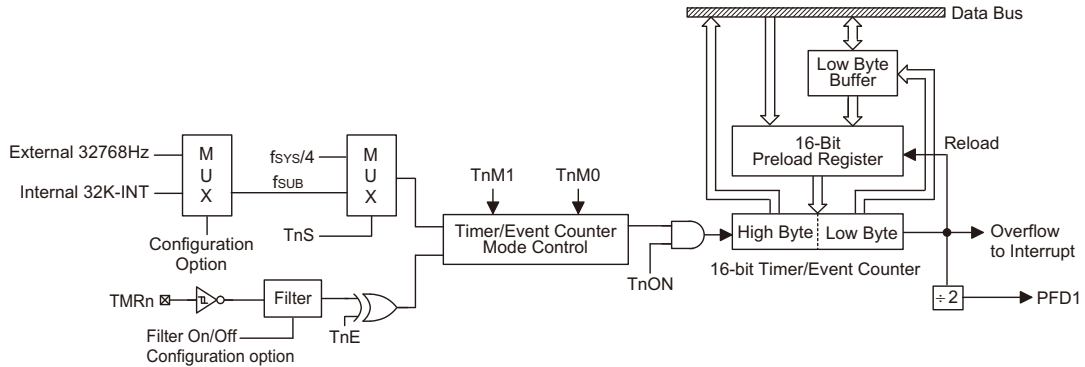 Data Bus
Low Byte
Buffer
External 32768Hz
Internal 32K-INT
M
U
X
fSYS/4
fSUB
M
U
X
16-Bit
Preload Register
Reload
TnM1
TnM0
Configuration
Option
TnS
Timer/Event Counter
Mode Control
High Byte
Low Byte
Overflow
to Interrupt
TnON
16-bit Timer/Event Counter
TMRn
Filter
÷2
PFD1
TnE
Filter On/Off
Configuration option